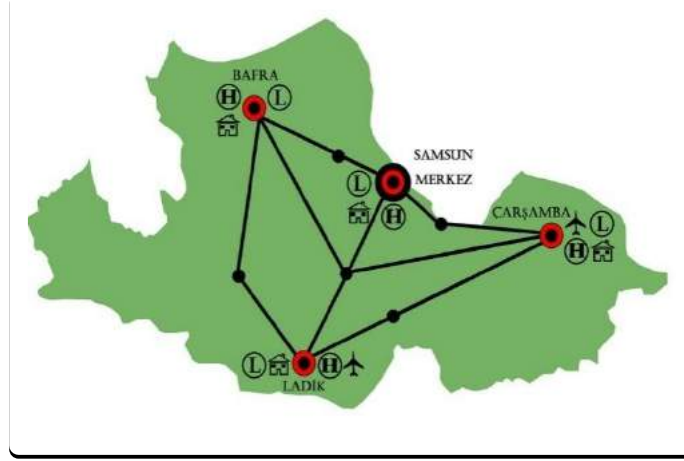 BAFRA
H L
SAMSUN
MERKEZ
L
H
ÇARŞAMBA
L
H
L H
LADİK